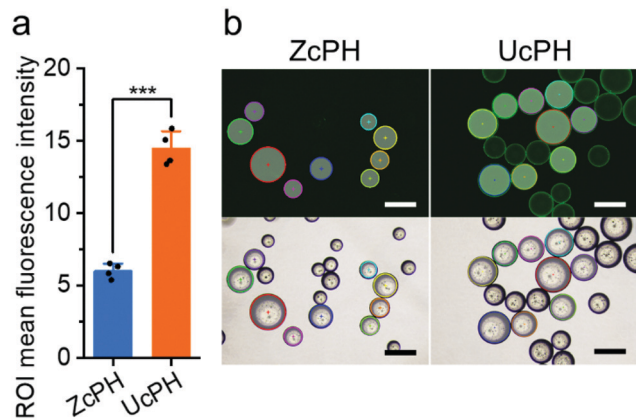 a
ROI mean fluorescence intensity
20
15
10
5
0
***
ZcPH
UcPH
b
ZcPH
UcPH